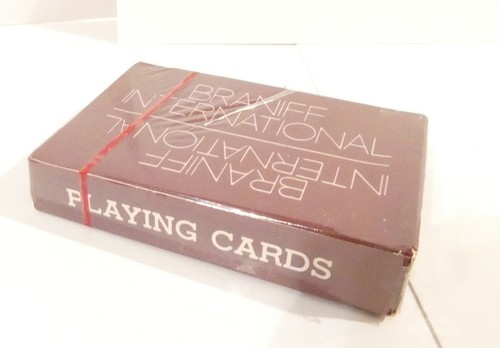 BRANIFF
INTERNATIONAL
BRANIFF
INTERNATIONAL
PLAYING CARDS